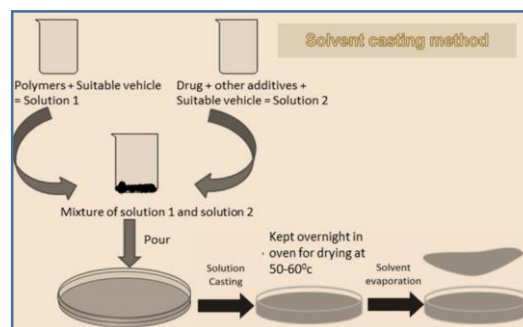 Solvent casting method
Polymers + Suitable vehicle
= Solution 1
Drug + other additives +
Suitable vehicle = Solution 2
Mixture of solution 1 and solution 2
Pour
Solution
Casting
Kept overnight in
oven for drying at
50-60⁰c
Solvent
evaporation